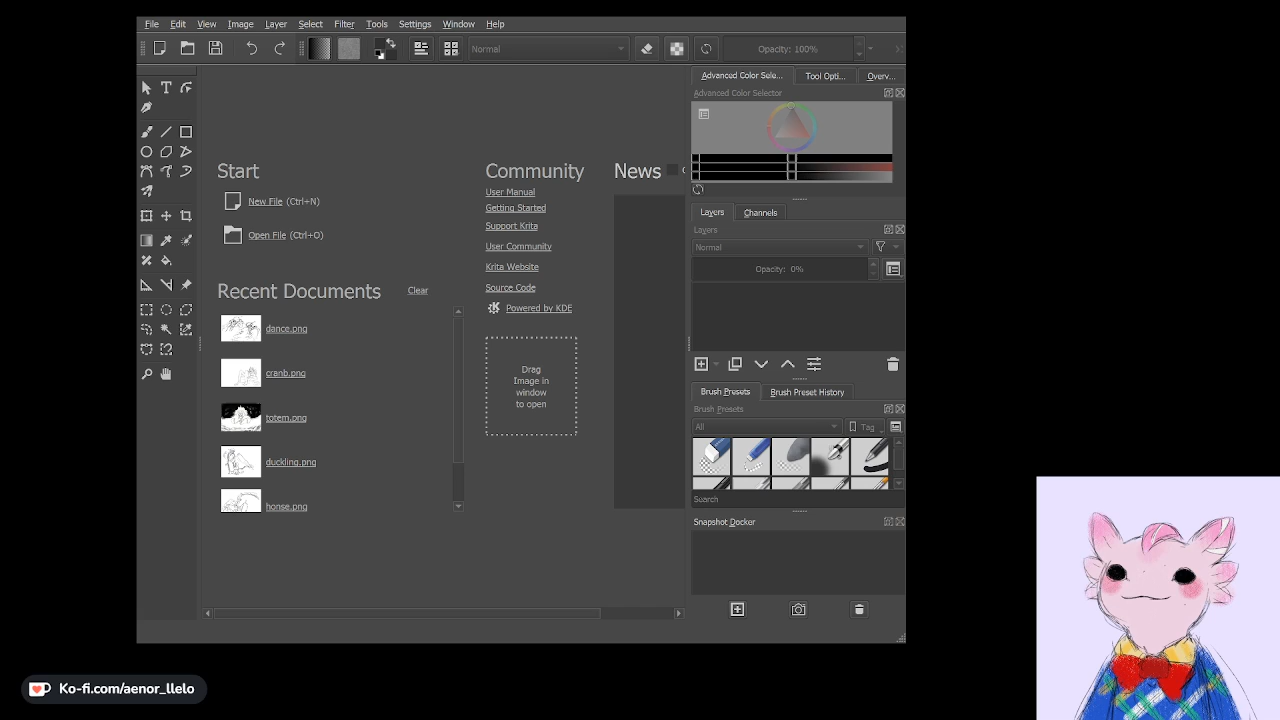 File Edit View Image Layer Select Filter Tools Settings Window Help
Normal
Opacity: 100%
Advanced Color Sele... Tool Opti... Overv...
Advanced Color Selector
Start
New File (Ctrl+N)
Open File (Ctrl+O)
Recent Documents Clear
dance.png
cranb.png
totem.png
duckling.png
honse.png
Community
User Manual
Getting Started
Support Krita
User Community
Krita Website
Source Code
Powered by KDE
Drag
Image in
window
to open
News
Layers Channels
Layers
Normal
Opacity: 0%
Brush Presets Brush Preset History
Brush Presets
All Tag
Search
Snapshot Docker
Ko-fi.com/aenor_llelo